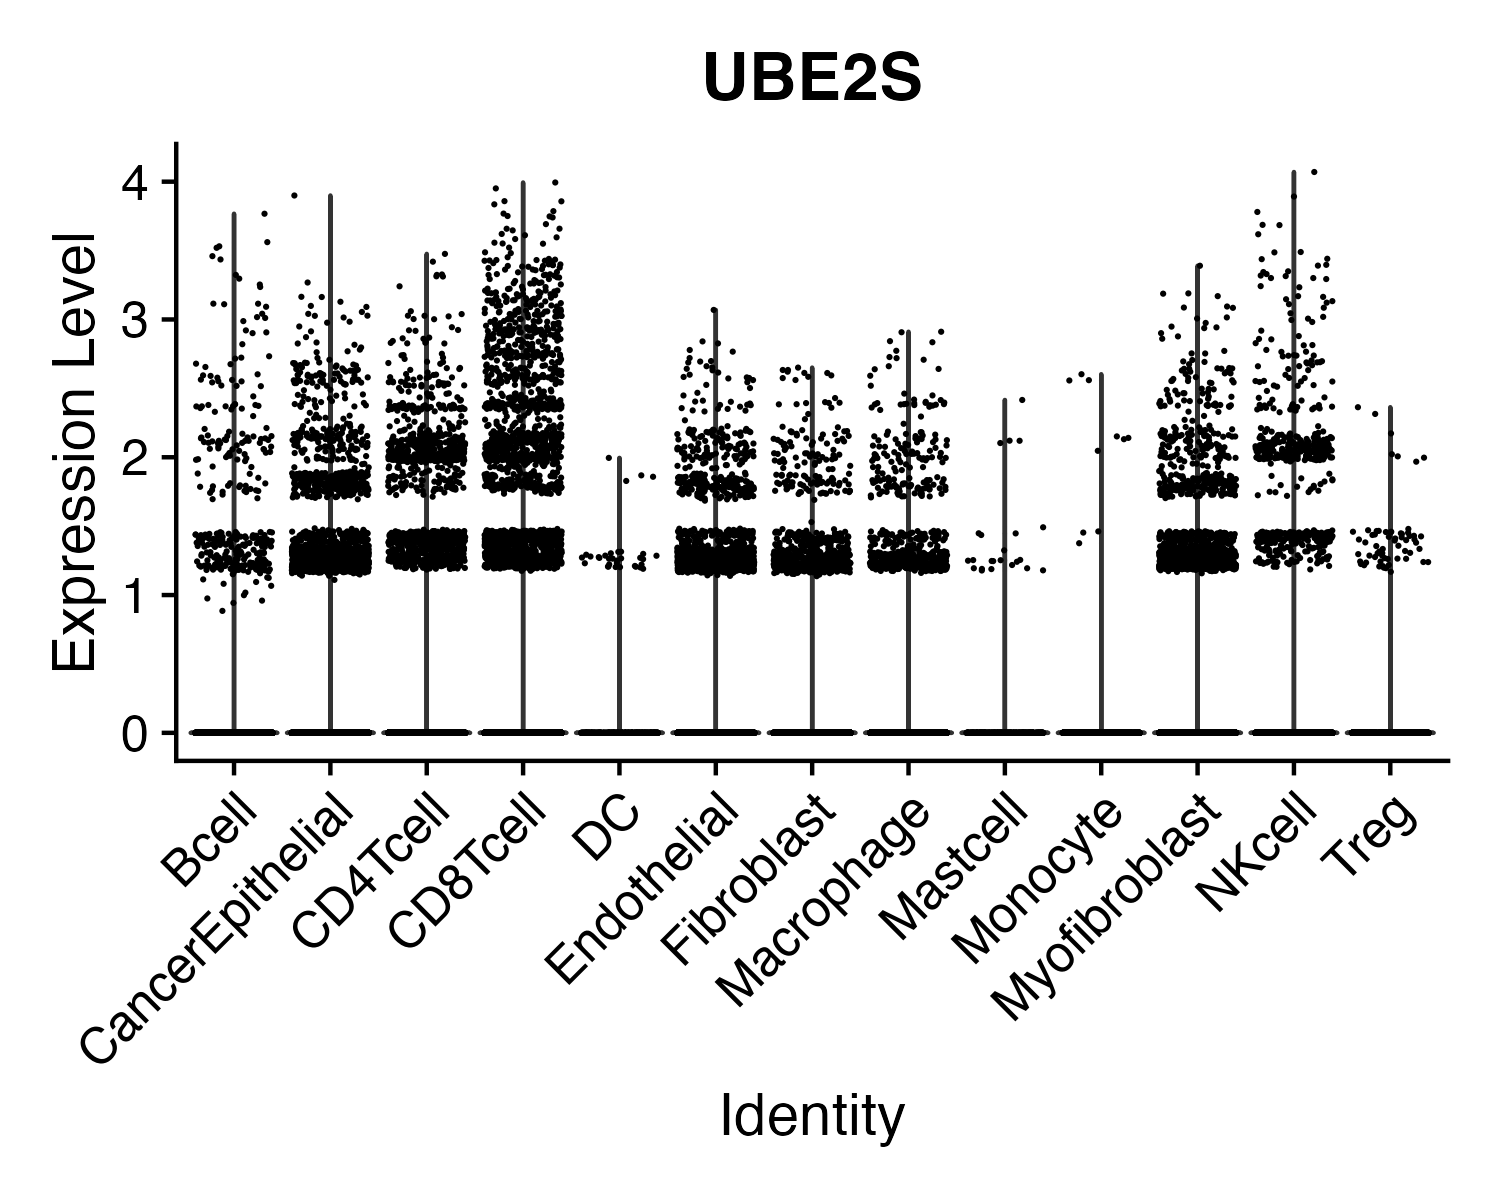 UBE2S
Expression Level
4
3
2
1
0
Bcell
CancerEpithelial
CD4Tcell
CD8Tcell
DC
Endothelial
Fibroblast
Macrophage
Mastcell
Monocyte
Myofibroblast
NKcell
Treg
Identity